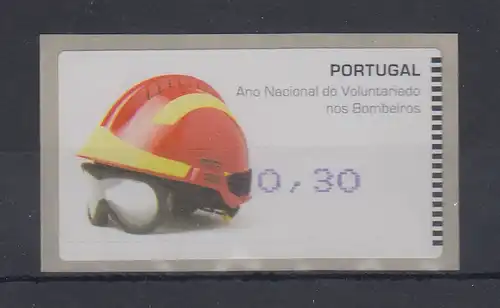 PORTUGAL
Ano Nacional do Voluntariado
nos Bombeiros
0,30